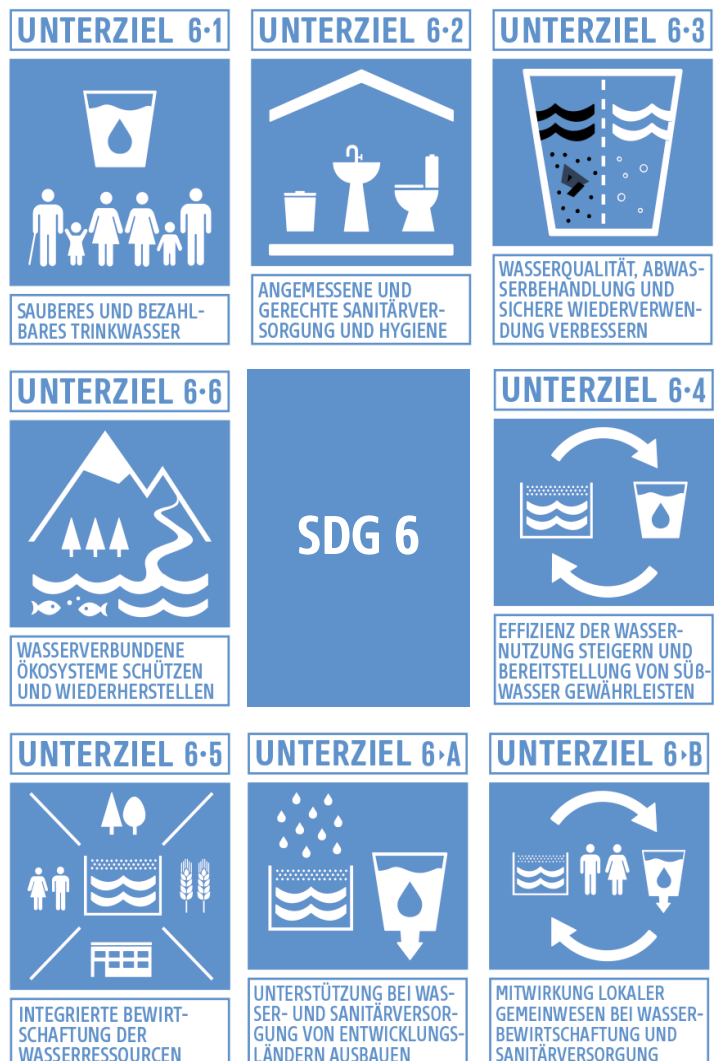 UNTERZIEL 6·1
SAUBERES UND BEZAHL-
BARES TRINKWASSER
UNTERZIEL 6·2
ANGEMESSENE UND
GERECHTE SANITÄRVER-
SORGUNG UND HYGIENE
UNTERZIEL 6·3
WASSERQUALITÄT, ABWAS-
SERBEHANDLUNG UND
SICHERE WIEDERVERWEN-
DUNG VERBESSERN
UNTERZIEL 6·6
WASSERVERBUNDENE
ÖKOSYSTEME SCHÜTZEN
UND WIEDERHERSTELLEN
SDG 6
UNTERZIEL 6·4
EFFIZIENZ DER WASSER-
NUTZUNG STEIGERN UND
BEREITSTELLUNG VON SÜß-
WASSER GEWÄHRLEISTEN
UNTERZIEL 6·5
INTEGRIERTE BEWIRT-
SCHAFTUNG DER
WASSERRESSOURCEN
UNTERZIEL 6▸A
UNTERSTÜTZUNG BEI WAS-
SER- UND SANITÄRVERSOR-
GUNG VON ENTWICKLUNGS-
LÄNDERN AUSBAUEN
UNTERZIEL 6▸B
MITWIRKUNG LOKALER
GEMEINWESEN BEI WASSER-
BEWIRTSCHAFTUNG UND
SANITÄRVERSORGUNG